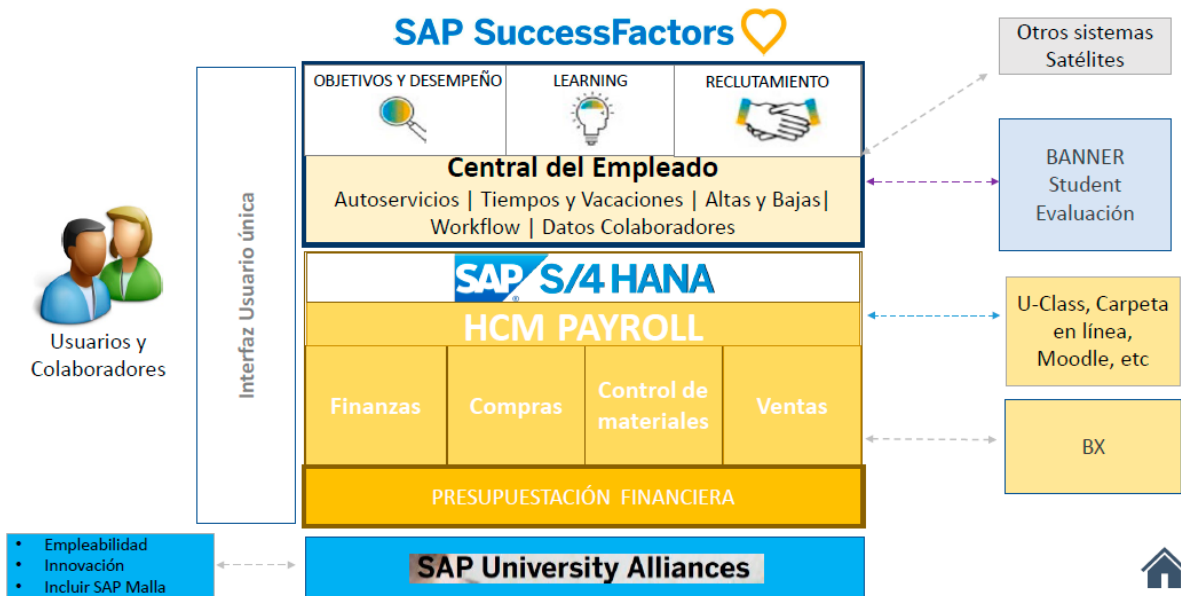 SAP SuccessFactors
Otros sistemas
Satélites
OBJETIVOS Y DESEMPEÑO
LEARNING
RECLUTAMIENTO
Central del Empleado
Autoservicios | Tiempos y Vacaciones | Altas y Bajas|
Workflow | Datos Colaboradores
BANNER
Student
Evaluación
Interfaz Usuario única
Usuarios y
Colaboradores
SAP S/4 HANA
HCM PAYROLL
Finanzas
Compras
Control de
materiales
Ventas
U-Class, Carpeta
en línea,
Moodle, etc
BX
PRESUPUESTACIÓN FINANCIERA
• Empleabilidad
• Innovación
• Incluir SAP Malla
SAP University Alliances